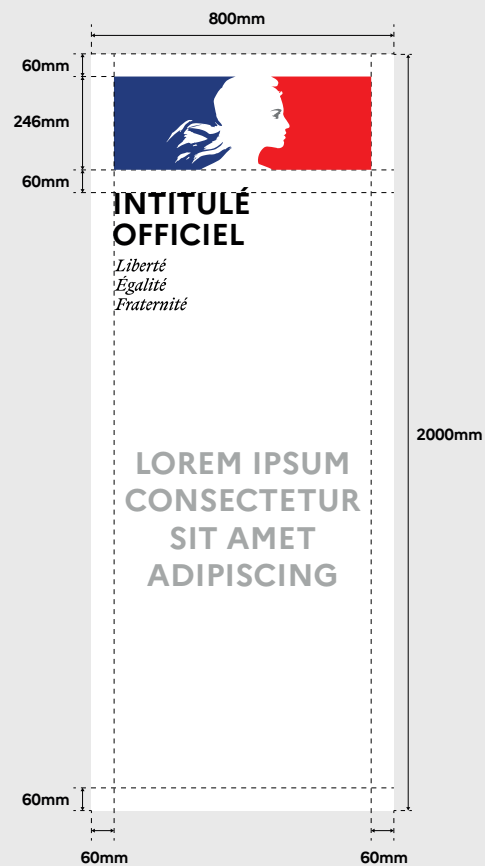 800mm
60mm
246mm
60mm
INTITULÉ
OFFICIEL
Liberté
Égalité
Fraternité
2000mm
LOREM IPSUM
CONSECTETUR
SIT AMET
ADIPISCING
60mm
60mm
60mm